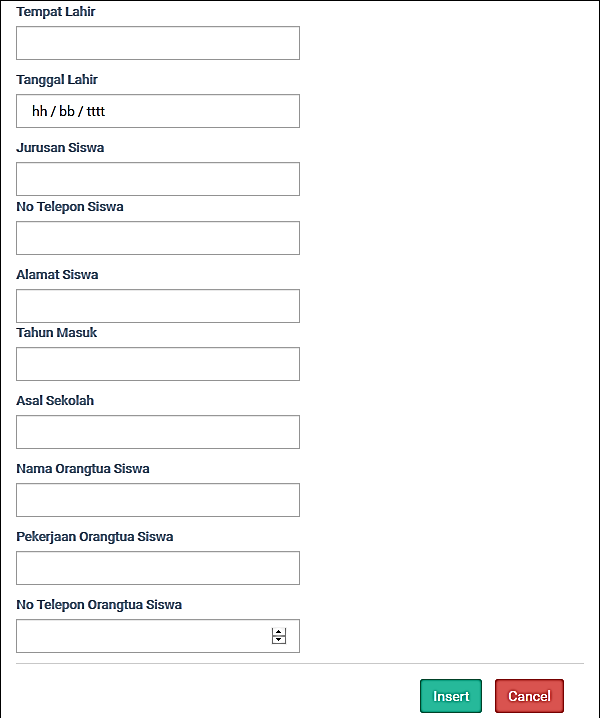 Tempat Lahir
Tanggal Lahir
hh / bb / tttt
Jurusan Siswa
No Telepon Siswa
Alamat Siswa
Tahun Masuk
Asal Sekolah
Nama Orangtua Siswa
Pekerjaan Orangtua Siswa
No Telepon Orangtua Siswa
Insert Cancel